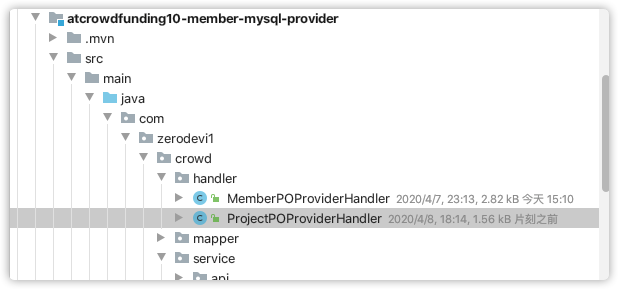 atcrowdfunding10-member-mysql-provider
.mvn
src
main
java
com
zerodevi1
crowd
handler
C MemberPOProviderHandler 2020/4/7, 23:13, 2.82 kB 今天 15:10
C ProjectPOProviderHandler 2020/4/8, 18:14, 1.56 kB 片刻之前
mapper
service
api